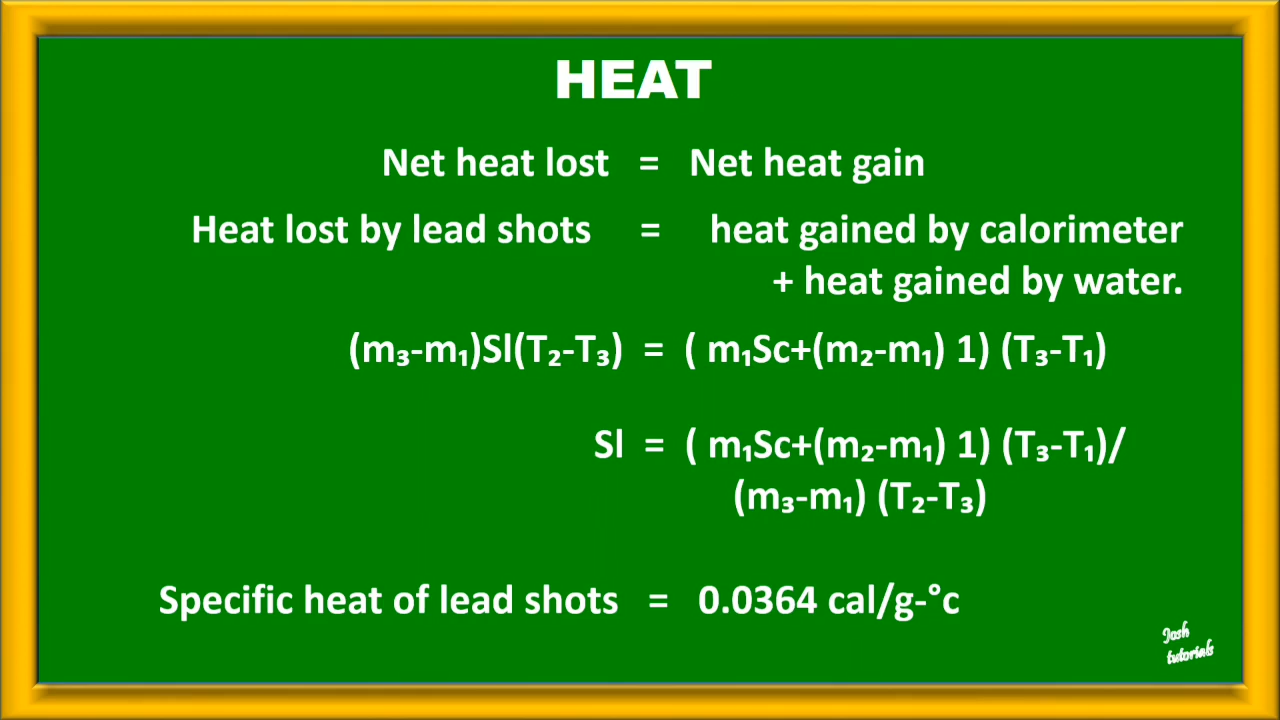 HEAT
Net heat lost = Net heat gain
Heat lost by lead shots = heat gained by calorimeter
+ heat gained by water.
(m₃-m₁)Sl(T₂-T₃) = ( m₁Sc+(m₂-m₁) 1) (T₃-T₁)
Sl = ( m₁Sc+(m₂-m₁) 1) (T₃-T₁)/
(m₃-m₁) (T₂-T₃)
Specific heat of lead shots = 0.0364 cal/g-°c
Josh
tutorials